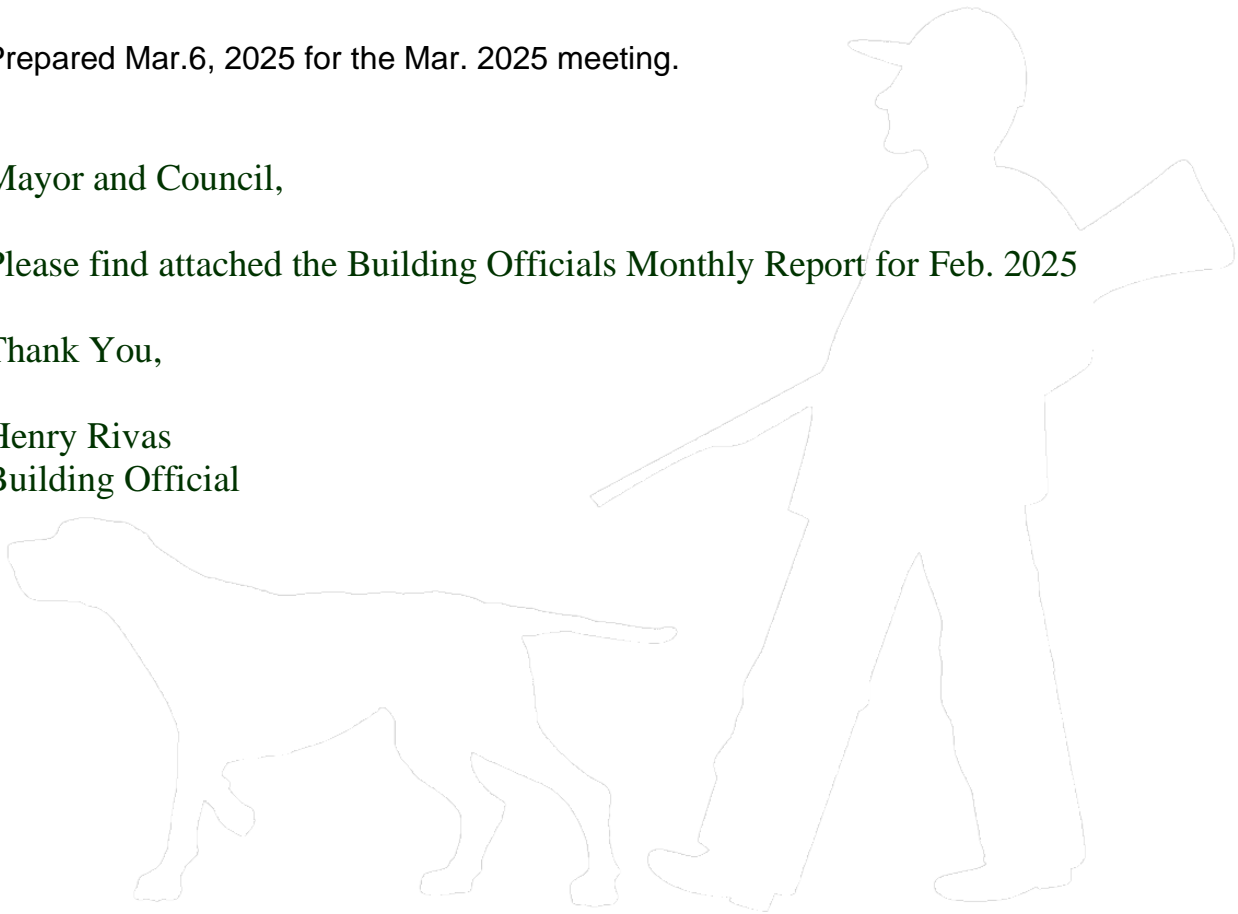 Prepared Mar.6, 2025 for the Mar. 2025 meeting.
Mayor and Council,
Please find attached the Building Officials Monthly Report for Feb. 2025
Thank You,
Henry Rivas
Building Official